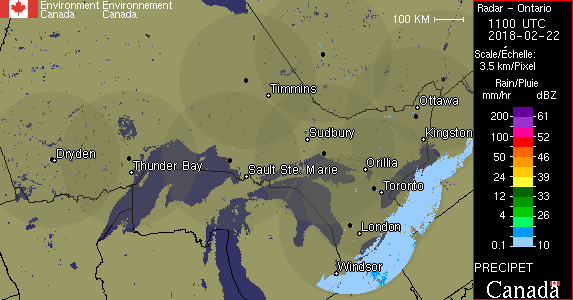 Environment Environnement
Canada Canada
100 KM
Timmins
Ottawa
Sudbury
Kingston
Dryden
Thunder Bay
Sault Ste. Marie
Orillia
Toronto
London
Windsor
Radar - Ontario
1100 UTC
2018-02-22
Scale/Échelle:
3.5 km/Pixel
Rain/Pluie
mm/hr dBZ
200 61
100 52
50 46
24 39
12 33
4 26
0.1 10
PRECIPET
Canada